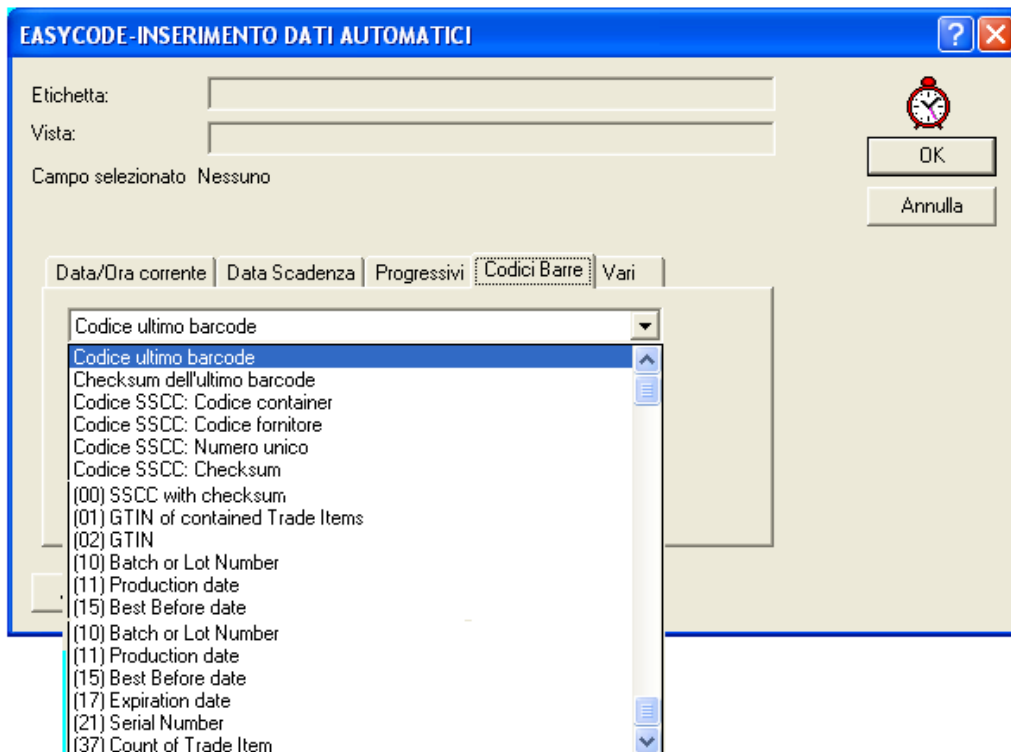 EASYCODE-INSERIMENTO DATI AUTOMATICI
Etichetta:
Vista:
OK
Campo selezionato Nessuno
Annulla
Data/Ora corrente Data Scadenza Progressivi Codici Barre Vari
Codice ultimo barcode
Codice ultimo barcode
Checksum dell'ultimo barcode
Codice SSCC: Codice container
Codice SSCC: Codice fornitore
Codice SSCC: Numero unico
Codice SSCC: Checksum
(00) SSCC with checksum
(01) GTIN of contained Trade Items
(02) GTIN
(10) Batch or Lot Number
(11) Production date
(15) Best Before date
(10) Batch or Lot Number
(11) Production date
(15) Best Before date
(17) Expiration date
(21) Serial Number
(37) Count of Trade Item